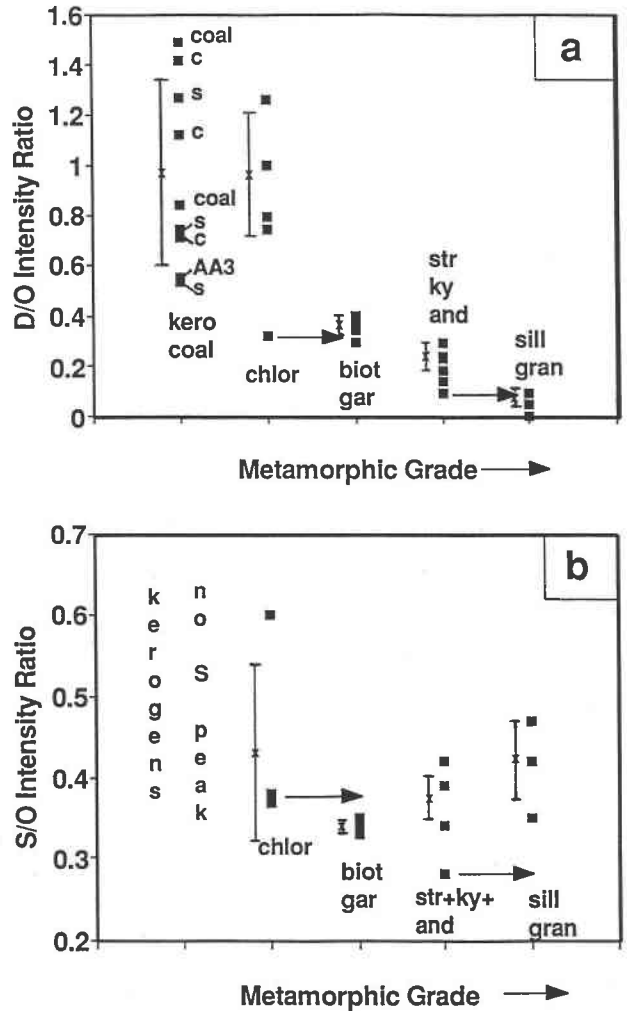 a
D/O Intensity Ratio
1.6
1.4
1.2
1
0.8
0.6
0.4
0.2
0
coal
c
s
c
coal
s
c
AA3
s
kero
coal
chlor
biot
gar
str
ky
and
sill
gran
Metamorphic Grade
b
S/O Intensity Ratio
0.7
0.6
0.5
0.4
0.3
0.2
kerogens
no S peak
chlor
biot
gar
str+ky+
and
sill
gran
Metamorphic Grade